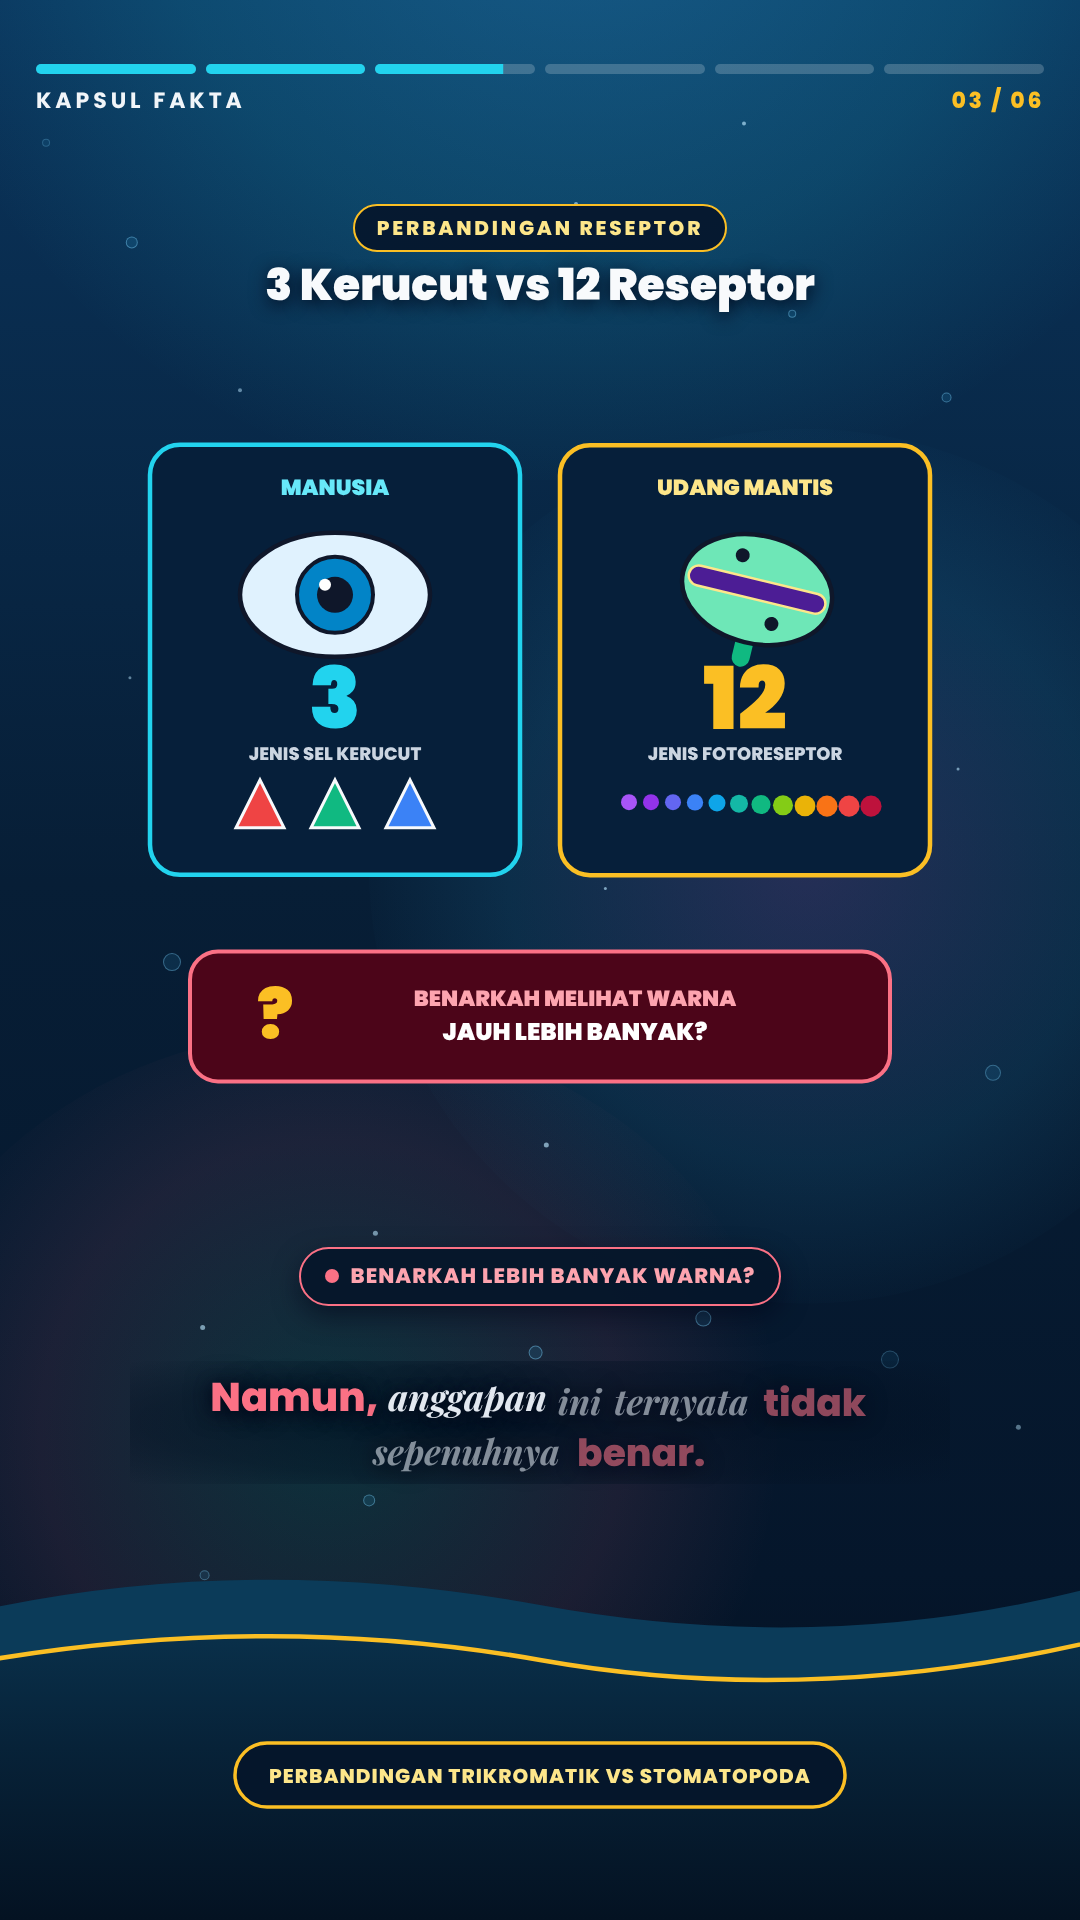 KAPSUL FAKTA
03 / 06
PERBANDINGAN RESEPTOR
3 Kerucut vs 12 Reseptor
MANUSIA
3
JENIS SEL KERUCUT
UDANG MANTIS
12
JENIS FOTORESEPTOR
?
BENARKAH MELIHAT WARNA
JAUH LEBIH BANYAK?
BENARKAH LEBIH BANYAK WARNA?
Namun, anggapan ini ternyata tidak
sepenuhnya benar.
PERBANDINGAN TRIKROMATIK VS STOMATOPODA